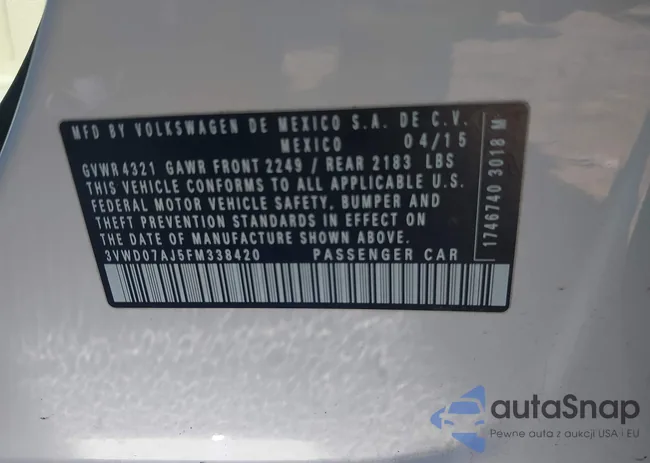 MFD BY VOLKSWAGEN DE MEXICO S.A. DE C.V.
MEXICO 04/15
GVWR 4321 GAWR FRONT 2249 / REAR 2183 LBS
THIS VEHICLE CONFORMS TO ALL APPLICABLE U.S.
FEDERAL MOTOR VEHICLE SAFETY, BUMPER AND
THEFT PREVENTION STANDARDS IN EFFECT ON
THE DATE OF MANUFACTURE SHOWN ABOVE.
3VWD07AJ5FM338420 PASSENGER CAR
1746740 3018 M
autaSnap
Pewne auta z aukcji USA i EU